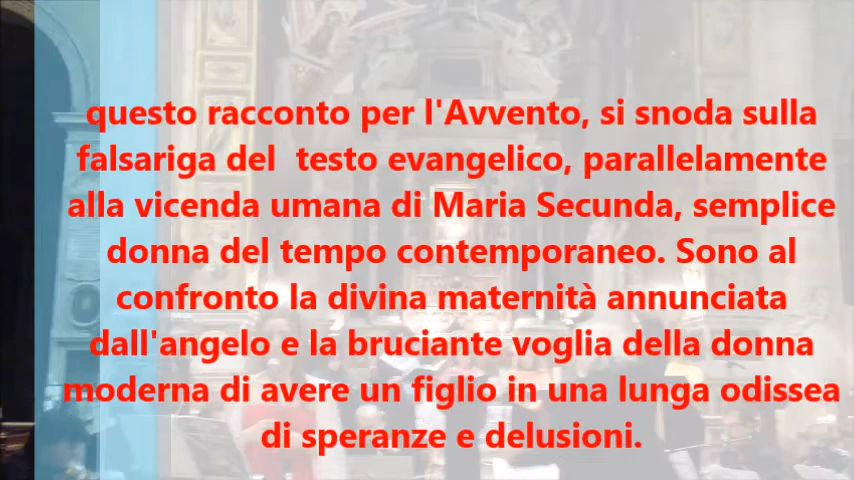 questo racconto per l'Avvento, si snoda sulla
falsariga del  testo evangelico, parallelamente
alla vicenda umana di Maria Secunda, semplice
donna del tempo contemporaneo. Sono al
confronto la divina maternità annunciata
dall'angelo e la bruciante voglia della donna
moderna di avere un figlio in una lunga odissea
di speranze e delusioni.